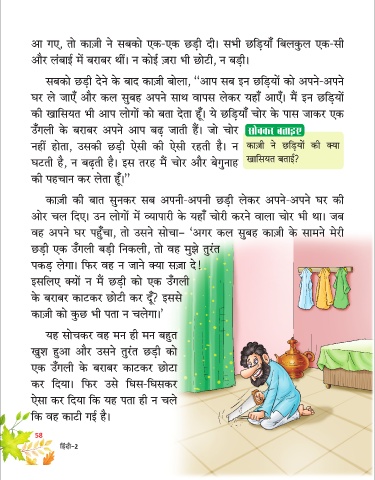 आ गए, तो काज़ी ने सबको एक-एक छड़ी दी। सभी छड़ियाँ बिलकुल एक-सी
और लंबाई में बराबर थीं। न कोई ज़रा भी छोटी, न बड़ी।
सबको छड़ी देने के बाद काज़ी बोला, “आप सब इन छड़ियों को अपने-अपने
घर ले जाएँ और कल सुबह अपने साथ वापस लेकर यहाँ आएँ। मैं इन छड़ियों
की खासियत भी आप लोगों को बता देता हूँ। ये छड़ियाँ चोर के पास जाकर एक
उँगली के बराबर अपने आप बढ़ जाती हैं। जो चोर
नहीं होता, उसकी छड़ी ऐसी की ऐसी रहती है। न
घटती है, न बढ़ती है। इस तरह मैं चोर और बेगुनाह
की पहचान कर लेता हूँ।”
सोचकर बताइए
काज़ी ने छड़ियों की क्या
खासियत बताई?
काज़ी की बात सुनकर सब अपनी-अपनी छड़ी लेकर अपने-अपने घर की
ओर चल दिए। उन लोगों में व्यापारी के यहाँ चोरी करने वाला चोर भी था। जब
वह अपने घर पहुँचा, तो उसने सोचा– ‘अगर कल सुबह काज़ी के सामने मेरी
छड़ी एक उँगली बड़ी निकली, तो वह मुझे तुरंत
पकड़ लेगा। फिर वह न जाने क्या सज़ा दे!
इसलिए क्यों न मैं छड़ी को एक उँगली
के बराबर काटकर छोटी कर दूँ? इससे
काज़ी को कुछ भी पता न चलेगा।’
यह सोचकर वह मन ही मन बहुत
खुश हुआ और उसने तुरंत छड़ी को
एक उँगली के बराबर काटकर छोटा
कर दिया। फिर उसे घिस-घिसकर
ऐसा कर दिया कि यह पता ही न चले
कि वह काटी गई है।
58
हिंदी-2